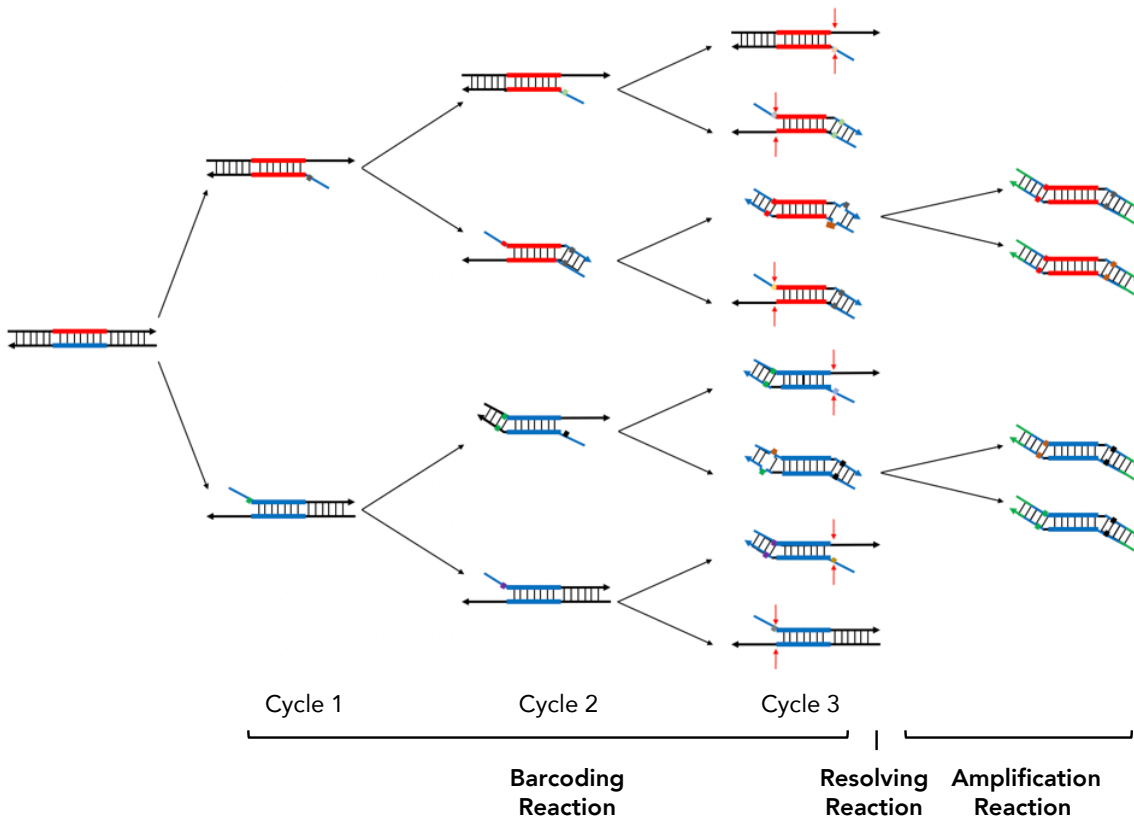 Cycle 1 Cycle 2 Cycle 3
Barcoding Resolving Amplification
Reaction Reaction Reaction